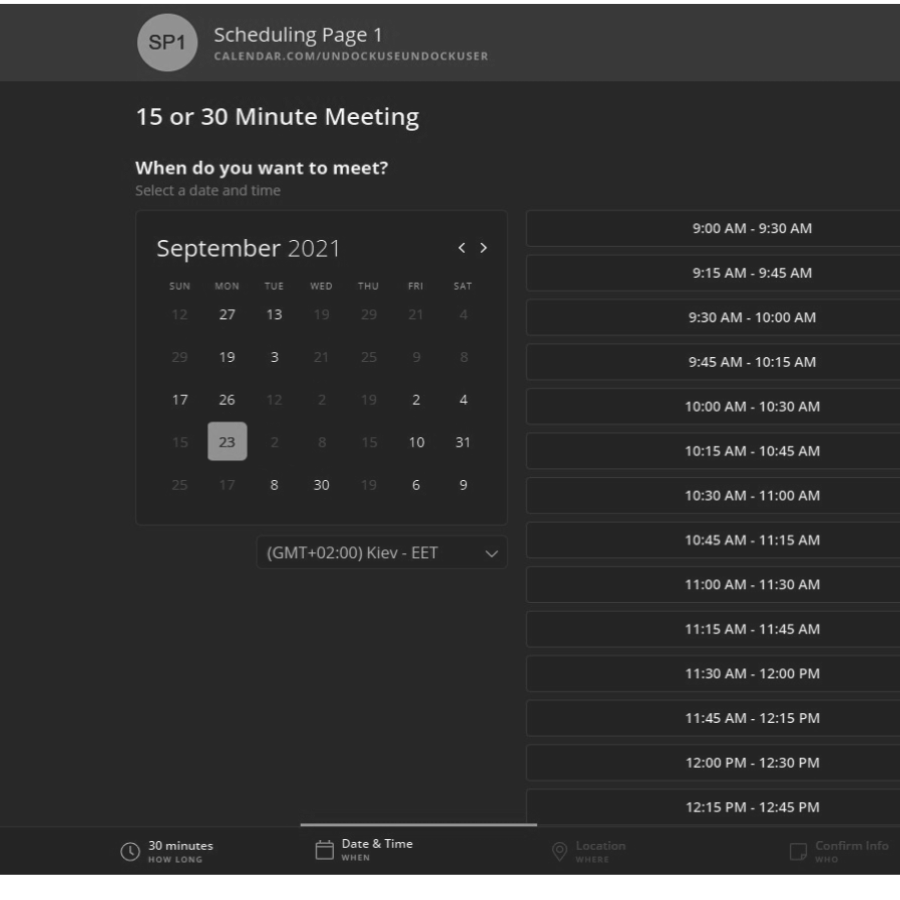 SP1
Scheduling Page 1
CALENDAR.COM/UNDOCKUSEUNDOCKUSER
15 or 30 Minute Meeting
When do you want to meet?
Select a date and time
September 2021
SUN MON TUE WED THU FRI SAT
12 27 13 19 29 21 4
29 19 3 21 25 9 8
17 26 12 2 19 2 4
15 23 2 8 15 10 31
25 17 8 30 19 6 9
(GMT+02:00) Kiev - EET
9:00 AM - 9:30 AM
9:15 AM - 9:45 AM
9:30 AM - 10:00 AM
9:45 AM - 10:15 AM
10:00 AM - 10:30 AM
10:15 AM - 10:45 AM
10:30 AM - 11:00 AM
10:45 AM - 11:15 AM
11:00 AM - 11:30 AM
11:15 AM - 11:45 AM
11:30 AM - 12:00 PM
11:45 AM - 12:15 PM
12:00 PM - 12:30 PM
12:15 PM - 12:45 PM
30 minutes
HOW LONG
Date & Time
WHEN
Location
WHERE
Confirm Info
WHO